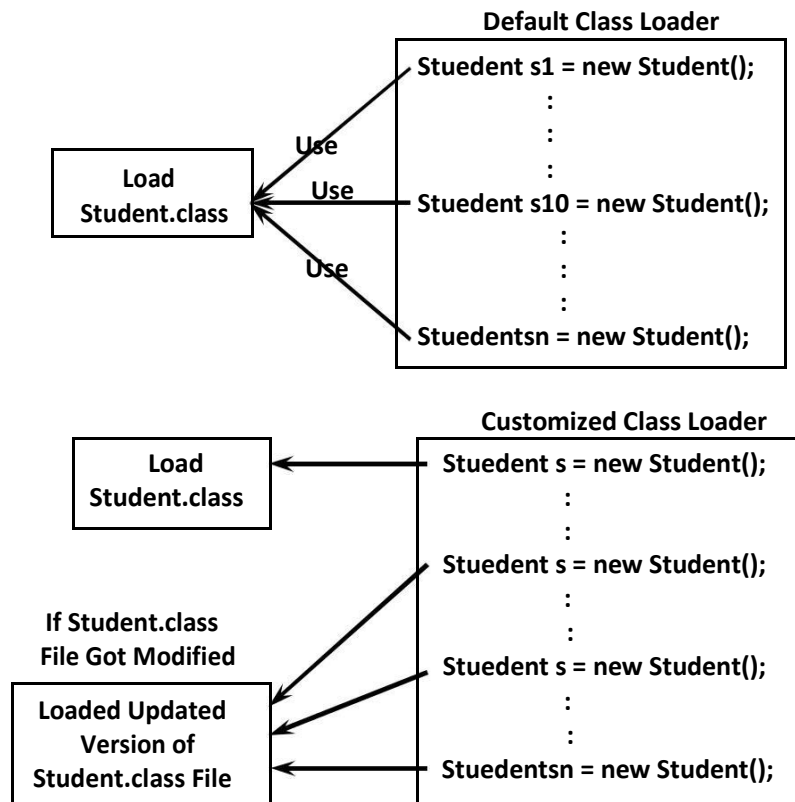 Default Class Loader
Stuedent s1 = new Student();
:
:
:
Use
Load
Student.class
Use
Stuedent s10 = new Student();
:
:
:
Use
Stuedentsn = new Student();
Customized Class Loader
Load
Student.class
Stuedent s = new Student();
:
:
Stuedent s = new Student();
:
:
If Student.class
File Got Modified
Stuedent s = new Student();
:
:
Loaded Updated
Version of
Student.class File
Stuedentsn = new Student();